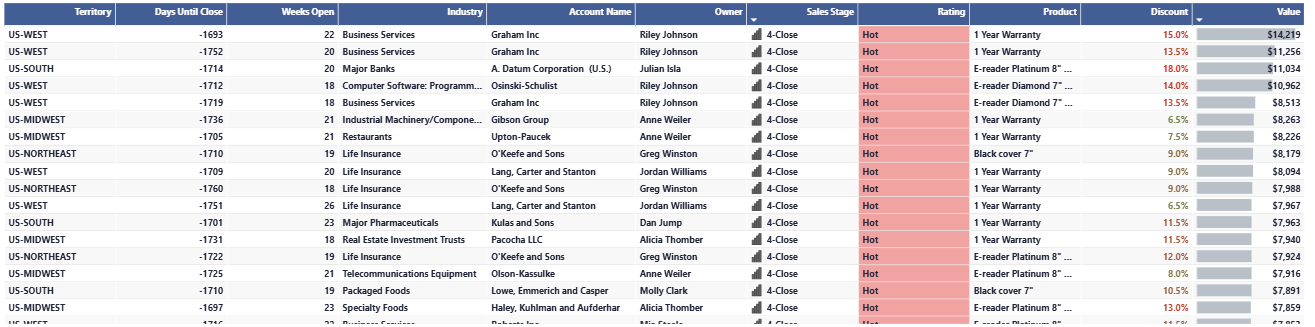 Territory Days Until Close Weeks Open Industry Account Name Owner Sales Stage Rating Product Discount Value
US-WEST -1693 22 Business Services Graham Inc Riley Johnson 4-Close Hot 1 Year Warranty 15.0% $14,219
US-WEST -1752 20 Business Services Graham Inc Riley Johnson 4-Close Hot 1 Year Warranty 13.5% $11,256
US-SOUTH -1714 20 Major Banks A. Datum Corporation (U.S.) Julian Isla 4-Close Hot E-reader Platinum 8" ... 18.0% $11,034
US-WEST -1712 18 Computer Software: Programm... Osinski-Schulist Riley Johnson 4-Close Hot E-reader Diamond 7" ... 14.0% $10,962
US-WEST -1719 18 Business Services Graham Inc Riley Johnson 4-Close Hot E-reader Diamond 7" ... 13.5% $8,513
US-MIDWEST -1736 21 Industrial Machinery/Compone... Gibson Group Anne Weiler 4-Close Hot 1 Year Warranty 6.5% $8,263
US-MIDWEST -1705 21 Restaurants Upton-Paucek Anne Weiler 4-Close Hot 1 Year Warranty 7.5% $8,226
US-NORTHEAST -1710 19 Life Insurance O'Keefe and Sons Greg Winston 4-Close Hot Black cover 7" 9.0% $8,179
US-WEST -1709 20 Life Insurance Lang, Carter and Stanton Jordan Williams 4-Close Hot 1 Year Warranty 9.0% $8,094
US-NORTHEAST -1760 18 Life Insurance O'Keefe and Sons Greg Winston 4-Close Hot 1 Year Warranty 9.0% $7,988
US-WEST -1751 26 Life Insurance Lang, Carter and Stanton Jordan Williams 4-Close Hot 1 Year Warranty 6.5% $7,967
US-SOUTH -1701 23 Major Pharmaceuticals Kulas and Sons Dan Jump 4-Close Hot 1 Year Warranty 11.5% $7,963
US-MIDWEST -1731 18 Real Estate Investment Trusts Pacocha LLC Alicia Thomber 4-Close Hot 1 Year Warranty 11.5% $7,940
US-NORTHEAST -1722 19 Life Insurance O'Keefe and Sons Greg Winston 4-Close Hot E-reader Platinum 8" ... 12.0% $7,924
US-MIDWEST -1725 21 Telecommunications Equipment Olson-Kassulke Anne Weiler 4-Close Hot E-reader Platinum 8" ... 8.0% $7,916
US-SOUTH -1710 19 Packaged Foods Lowe, Emmerich and Casper Molly Clark 4-Close Hot Black cover 7" 10.5% $7,891
US-MIDWEST -1697 23 Specialty Foods Haley, Kuhlman and Aufderhar Alicia Thomber 4-Close Hot E-reader Platinum 8" ... 13.0% $7,859